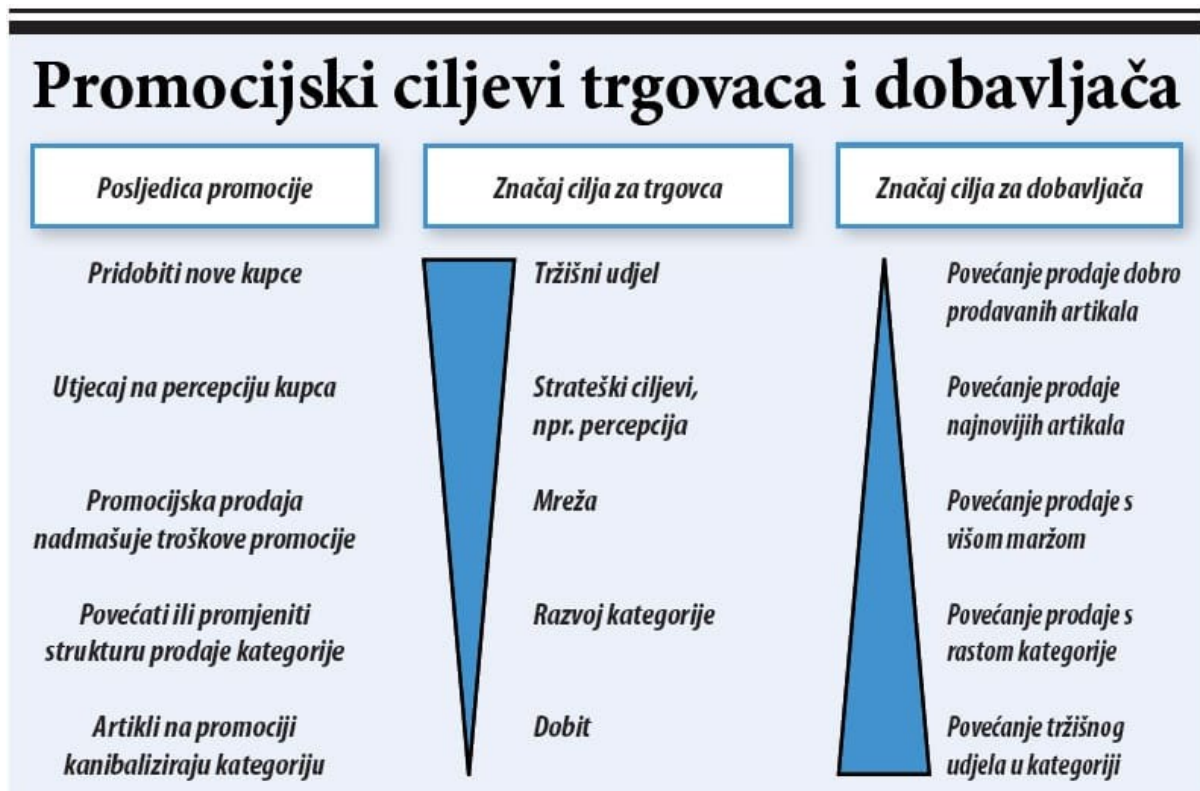 Promocijski ciljevi trgovaca i dobavljača
Posljedica promocije
Značaj cilja za trgovca
Značaj cilja za dobavljača
Pridobiti nove kupce
Tržišni udjel
Povećanje prodaje dobro
prodavanih artikala
Utjecaj na percepciju kupca
Strateški ciljevi,
npr. percepcija
Povećanje prodaje
najnovijih artikala
Promocijska prodaja
nadmašuje troškove promocije
Mreža
Povećanje prodaje s
višom maržom
Povećati ili promjeniti
strukturu prodaje kategorije
Razvoj kategorije
Povećanje prodaje s
rastom kategorije
Artikli na promociji
kanibaliziraju kategoriju
Dobit
Povećanje tržišnog
udjela u kategoriji